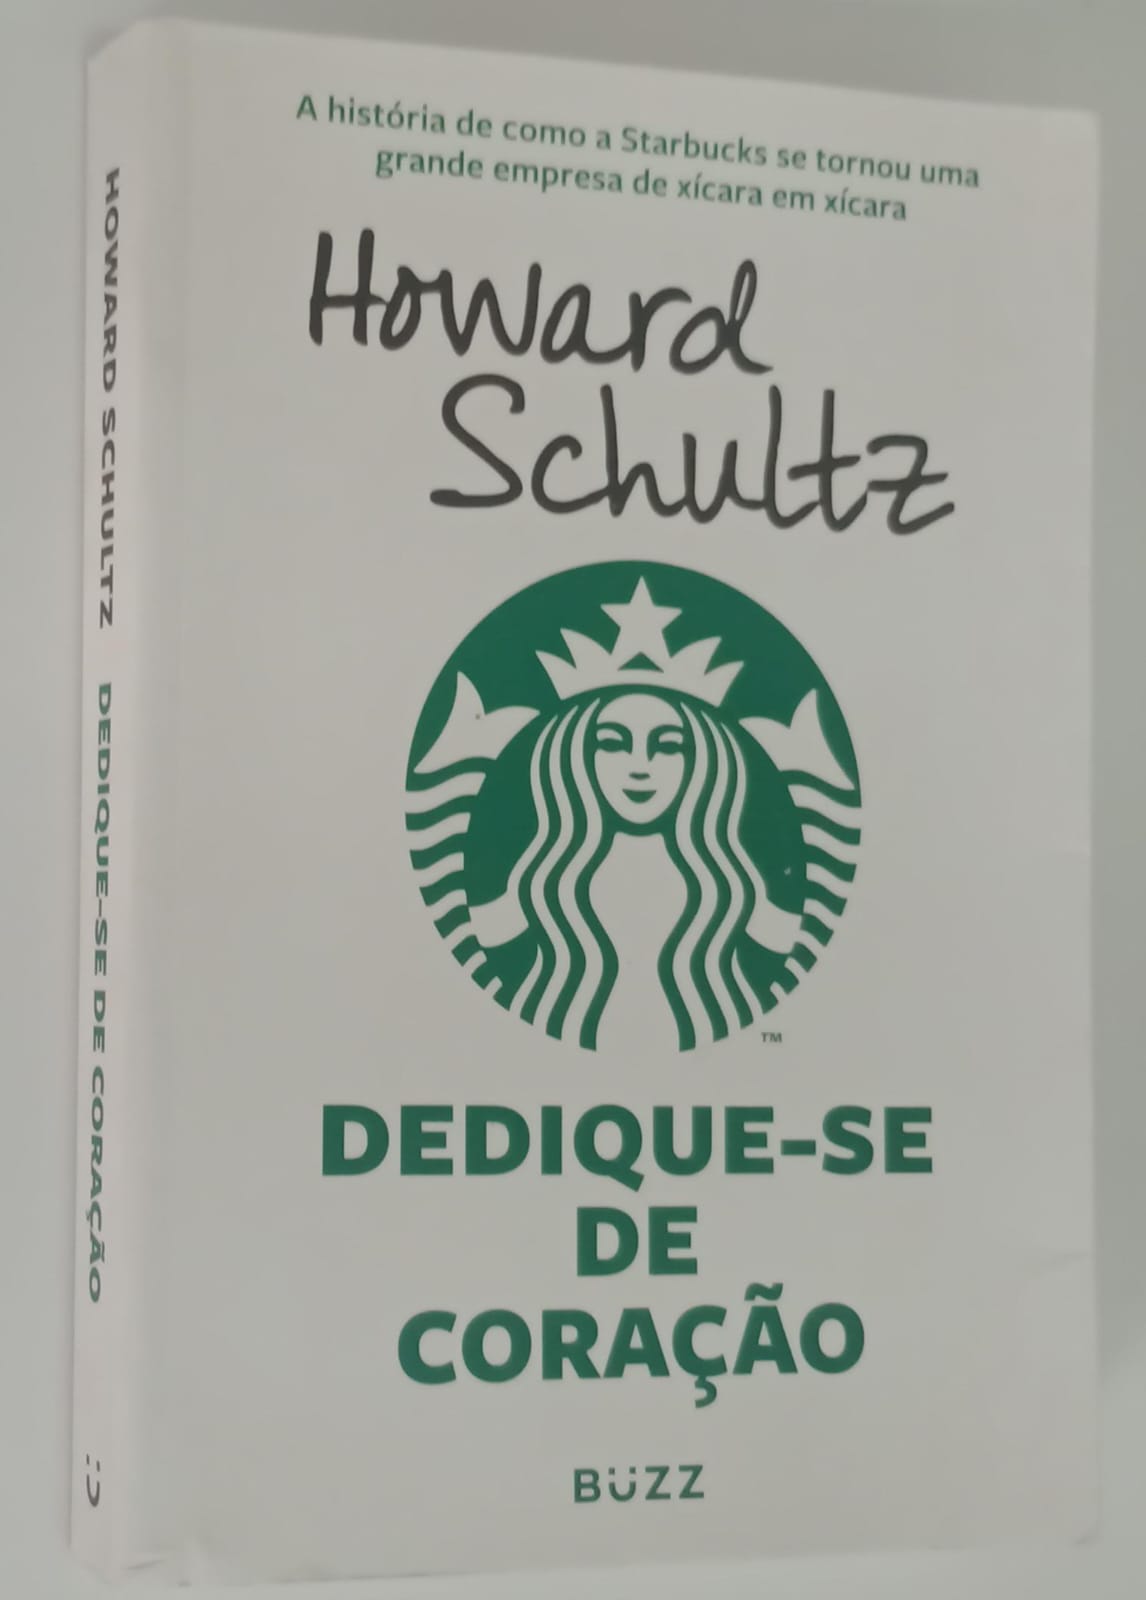 A história de como a Starbucks se tornou uma
grande empresa de xícara em xícara
Howard
Schultz
TM
DEDIQUE-SE
DE
CORAÇÃO
BÜZZ
HOWARD SCHULTZ DEDIQUE-SE DE CORAÇÃO